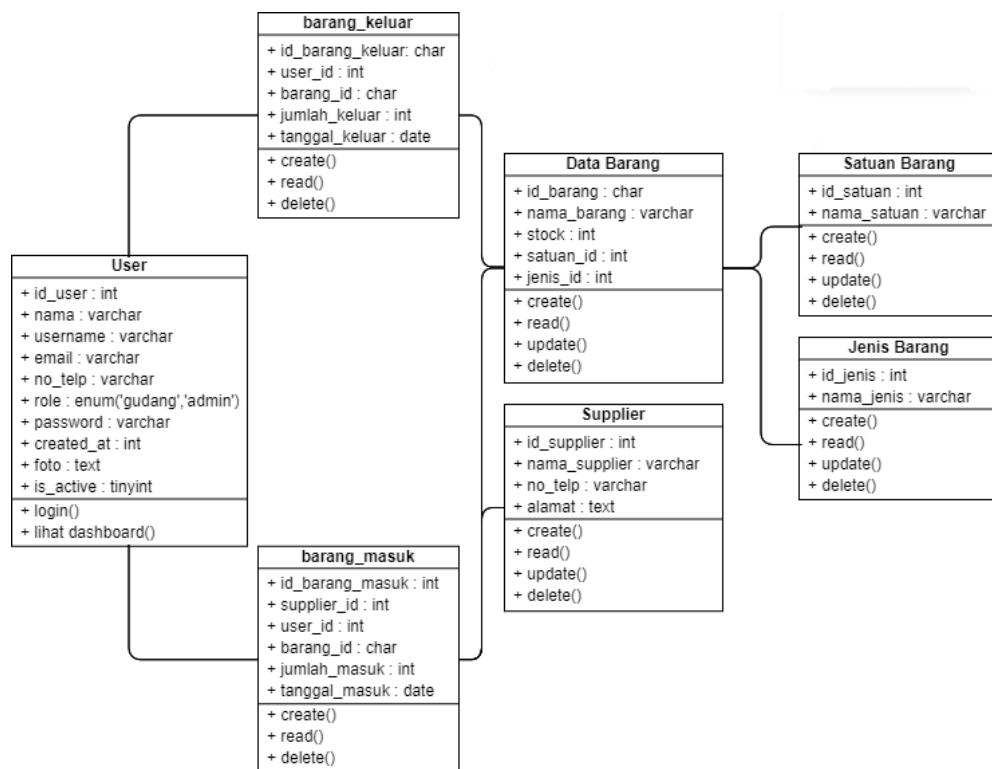 barang_keluar
+ id_barang_keluar: char
+ user_id : int
+ barang_id : char
+ jumlah_keluar : int
+ tanggal_keluar : date
+ create()
+ read()
+ delete()
User
+ id_user : int
+ nama : varchar
+ username : varchar
+ email : varchar
+ no_telp : varchar
+ role : enum('gudang','admin')
+ password : varchar
+ created_at : int
+ foto : text
+ is_active : tinyint
+ login()
+ lihat dashboard()
barang_masuk
+ id_barang_masuk : int
+ supplier_id : int
+ user_id : int
+ barang_id : char
+ jumlah_masuk : int
+ tanggal_masuk : date
+ create()
+ read()
+ delete()
Data Barang
+ id_barang : char
+ nama_barang : varchar
+ stock : int
+ satuan_id : int
+ jenis_id : int
+ create()
+ read()
+ update()
+ delete()
Supplier
+ id_supplier : int
+ nama_supplier : varchar
+ no_telp : varchar
+ alamat : text
+ create()
+ read()
+ update()
+ delete()
Satuan Barang
+ id_satuan : int
+ nama_satuan : varchar
+ create()
+ read()
+ update()
+ delete()
Jenis Barang
+ id_jenis : int
+ nama_jenis : varchar
+ create()
+ read()
+ update()
+ delete()